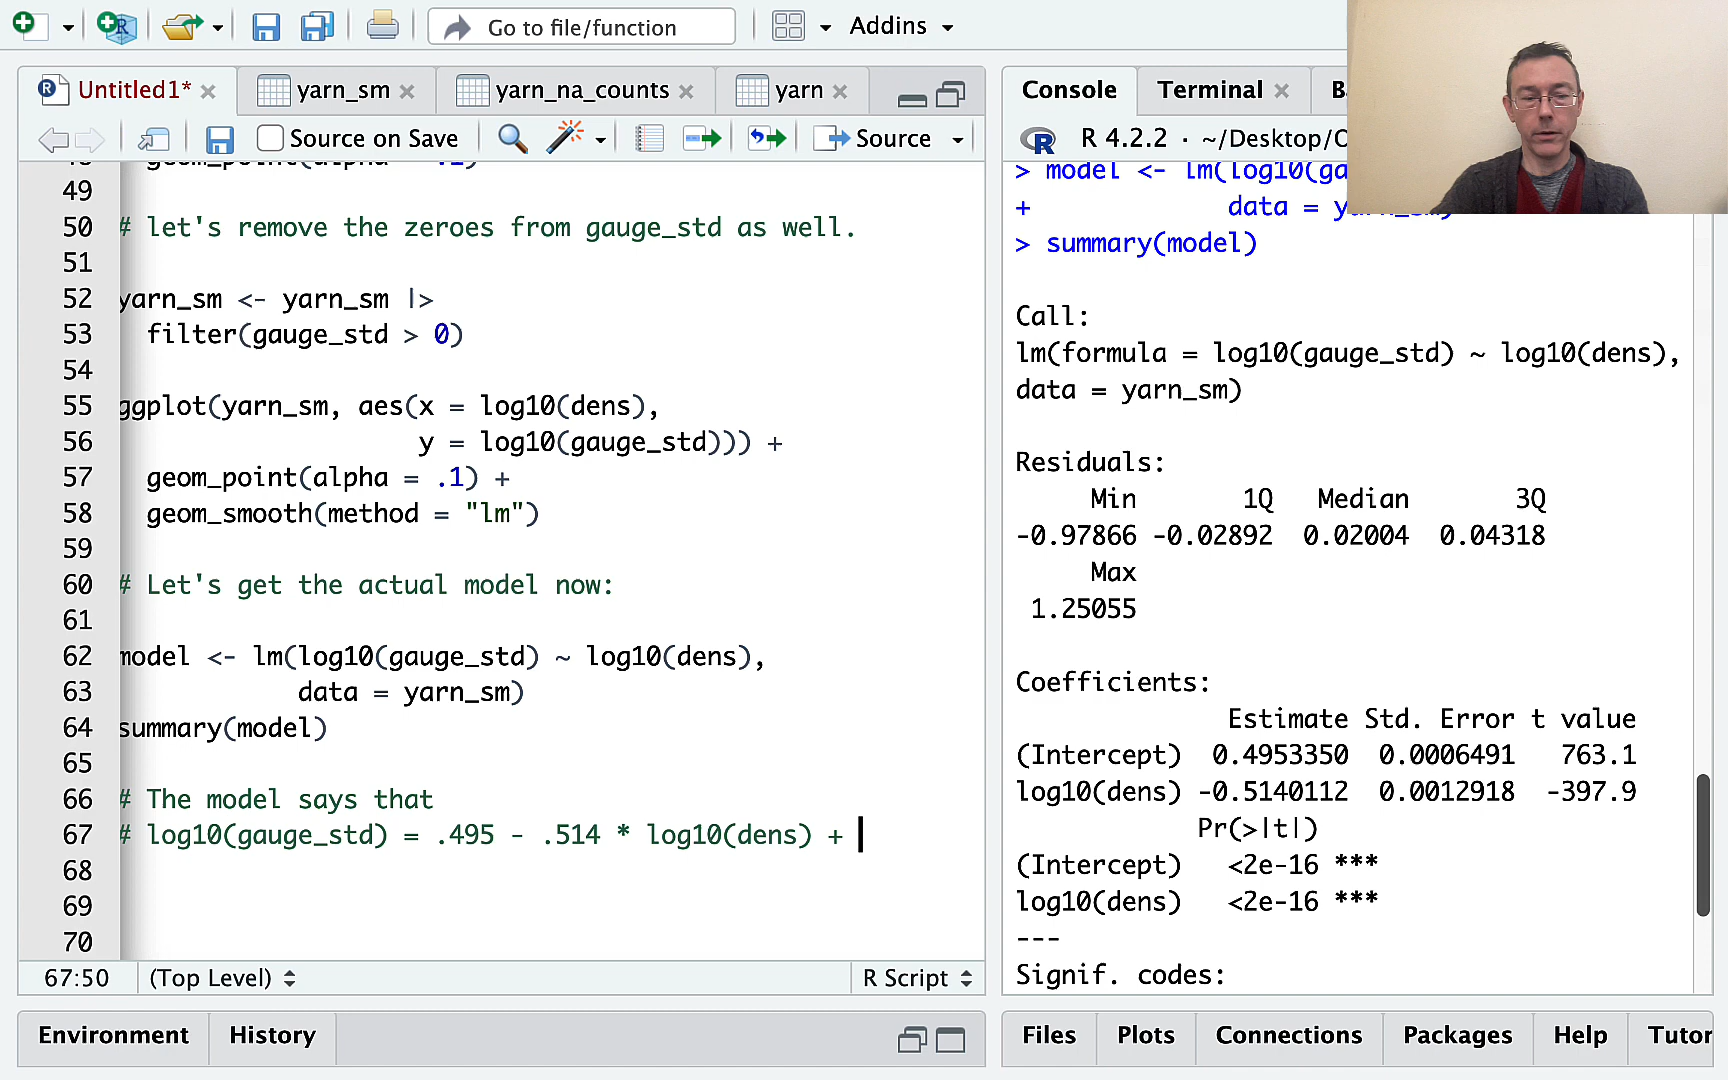 Go to file/function
Addins
Untitled1*
yarn_sm
yarn_na_counts
yarn
Source on Save
Source
49
50 # let's remove the zeroes from gauge_std as well.
51
52 yarn_sm <- yarn_sm |>
53 filter(gauge_std > 0)
54
55 ggplot(yarn_sm, aes(x = log10(dens),
56 y = log10(gauge_std))) +
57 geom_point(alpha = .1) +
58 geom_smooth(method = "lm")
59
60 # Let's get the actual model now:
61
62 model <- lm(log10(gauge_std) ~ log10(dens),
63 data = yarn_sm)
64 summary(model)
65
66 # The model says that
67 # log10(gauge_std) = .495 - .514 * log10(dens) +
68
69
70
67:50 (Top Level)
R Script
Environment
History
Console
Terminal
R 4.2.2 · ~/Desktop/
> model <- lm(log10(ga
+ data =
> summary(model)
Call:
lm(formula = log10(gauge_std) ~ log10(dens),
data = yarn_sm)
Residuals:
Min 1Q Median 3Q
-0.97866 -0.02892 0.02004 0.04318
Max
1.25055
Coefficients:
Estimate Std. Error t value
(Intercept) 0.4953350 0.0006491 763.1
log10(dens) -0.5140112 0.0012918 -397.9
Pr(>|t|)
(Intercept) <2e-16 ***
log10(dens) <2e-16 ***
---
Signif. codes:
Files
Plots
Connections
Packages
Help
Tutor